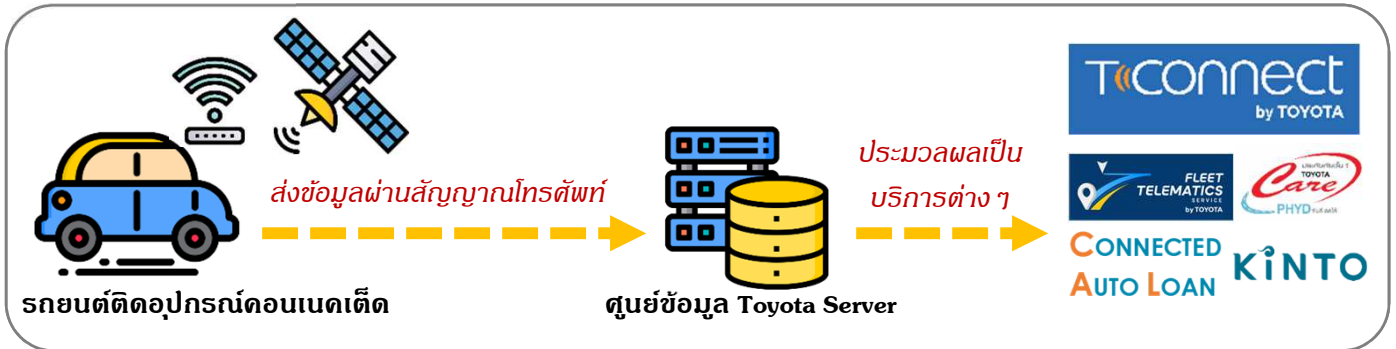 T connect
by TOYOTA
ส่งข้อมูลผ่านสัญญาณโทรศัพท์
ประมวลผลเป็น
บริการต่าง ๆ
FLEET
TELEMATICS
SERVICE
by TOYOTA
TOYOTA
Care
PHYD
CONNECTED
AUTO LOAN
KINTO
รถยนต์ติดอุปกรณ์คอนเนคเต็ด
ศูนย์ข้อมูล Toyota Server